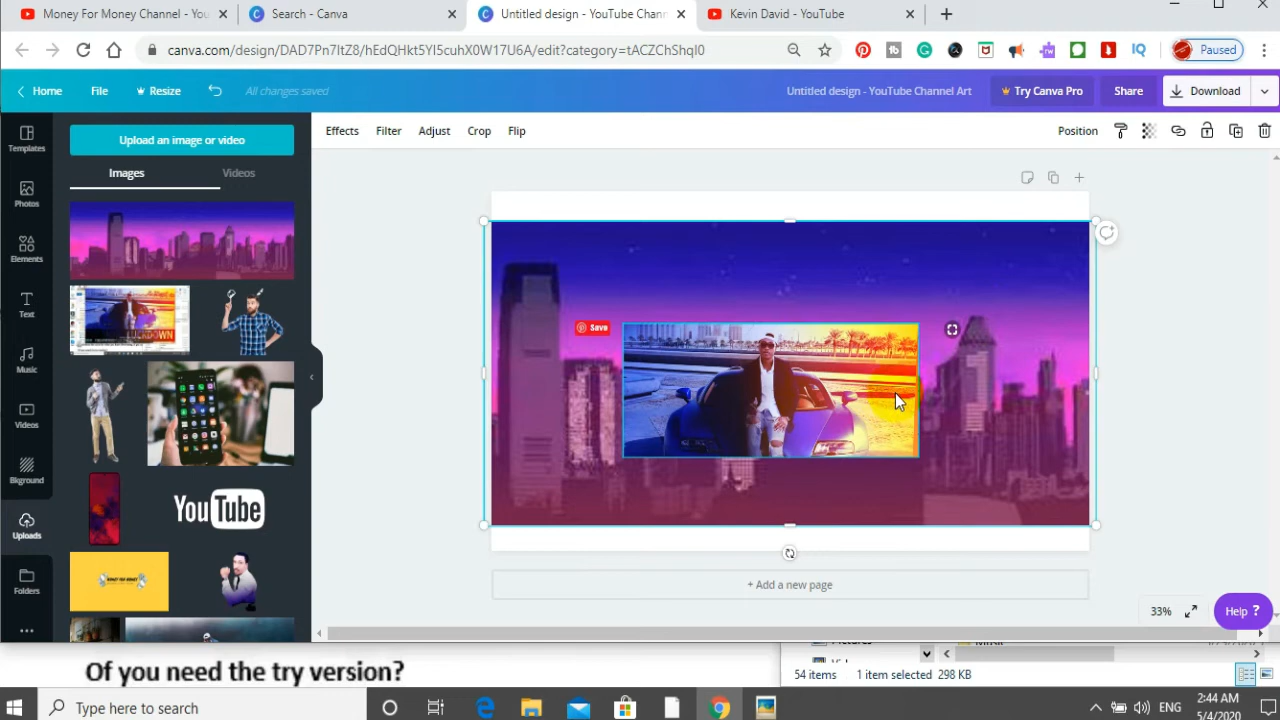 Money For Money Channel - You
Search - Canva
Untitled design - YouTube Chann
Kevin David - YouTube
canva.com/design/DAD7Pn7ItZ8/hEdQHkt5YI5cuhX0W17U6A/edit?category=tACZChShqI0
Paused
Home
File
Resize
All changes saved
Untitled design - YouTube Channel Art
Try Canva Pro
Share
Download
Templates
Photos
Elements
Text
Music
Videos
Bkground
Uploads
Folders
Upload an image or video
Images
Videos
LUCKDOWN
YouTube
Effects
Filter
Adjust
Crop
Flip
Position
Save
+ Add a new page
33%
Help ?
Of you need the try version?
54 items
1 item selected 298 KB
Type here to search
ENG
2:44 AM
5/4/2020